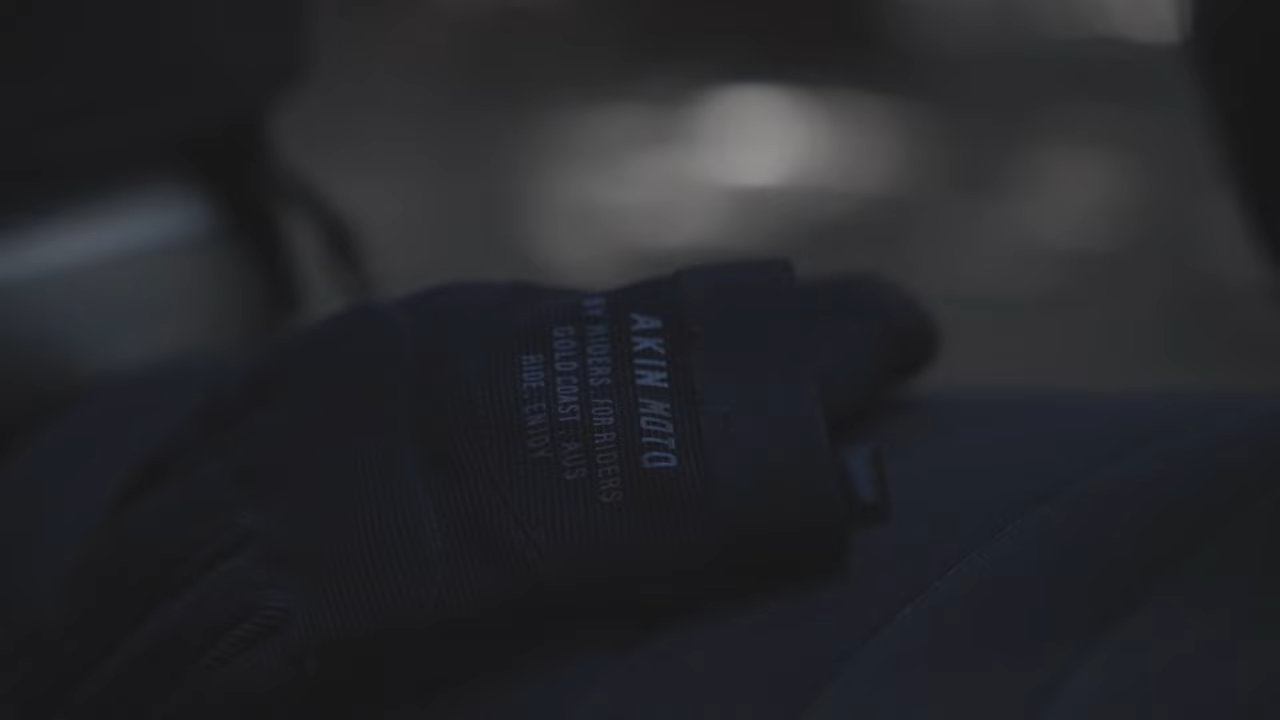 AKIN MOTO
BY RIDERS. FOR RIDERS
GOLD COAST . AUS
RIDE. ENJOY